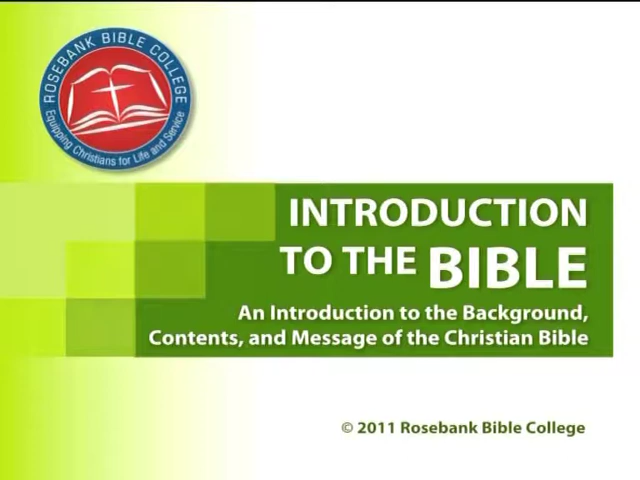 ROSEBANK BIBLE COLLEGE
Equipping Christians for Life and Service
INTRODUCTION
TO THE BIBLE
An Introduction to the Background,
Contents, and Message of the Christian Bible
© 2011 Rosebank Bible College